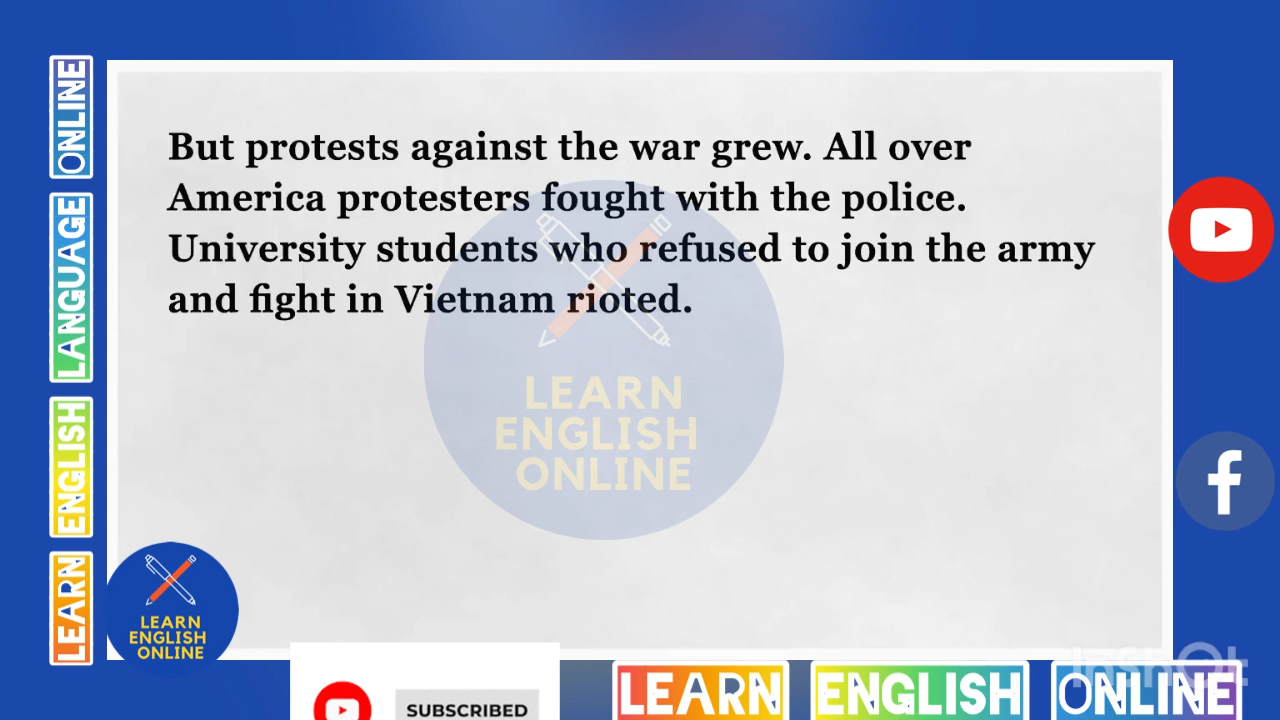 But protests against the war grew. All over
America protesters fought with the police.
University students who refused to join the army
and fight in Vietnam rioted.
LEARN
ENGLISH
ONLINE
LEARN ENGLISH LANGUAGE ONLINE
LEARN
ENGLISH
ONLINE
SUBSCRIBED
LEARN ENGLISH ONLINE
InShOt